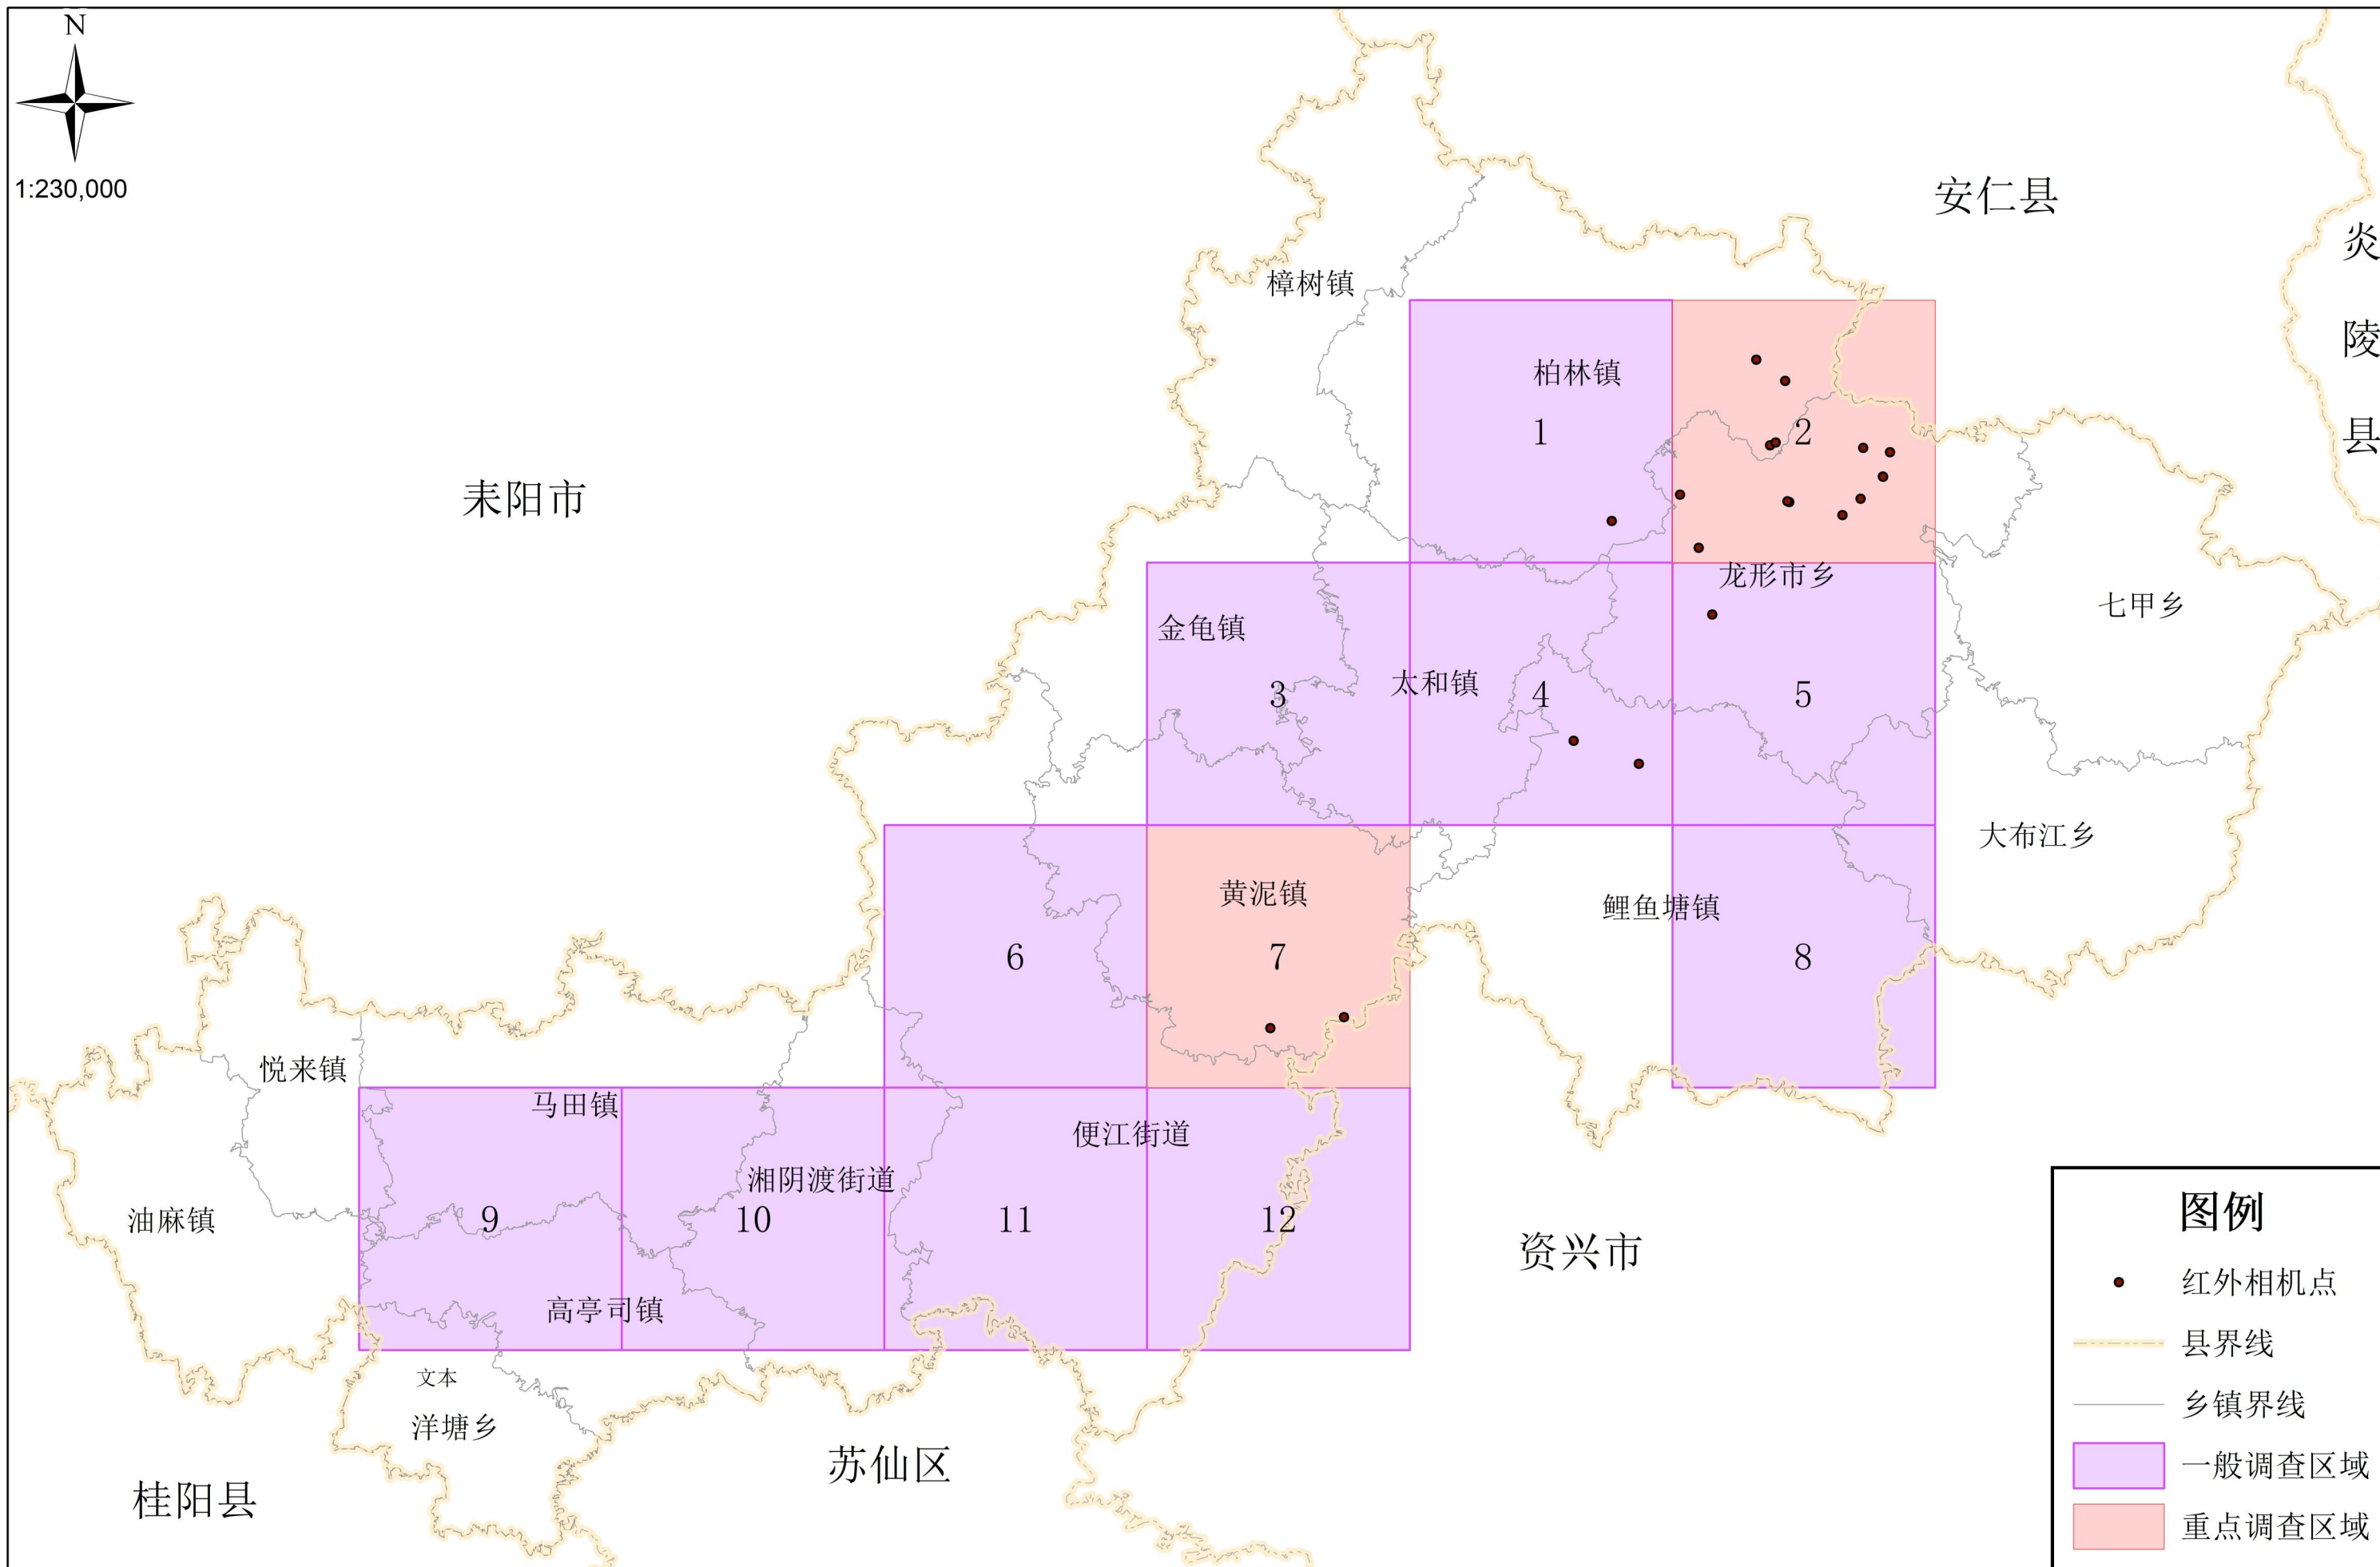 N
1:230,000
安仁县
炎
陵
县
樟树镇
柏林镇
1
2
耒阳市
龙形市乡
七甲乡
金龟镇
太和镇
3
4
5
大布江乡
黄泥镇
鲤鱼塘镇
6
7
8
悦来镇
马田镇
便江街道
湘阴渡街道
油麻镇
9
10
11
12
资兴市
高亭司镇
文本
洋塘乡
苏仙区
桂阳县
图例
红外相机点
县界线
乡镇界线
一般调查区域
重点调查区域